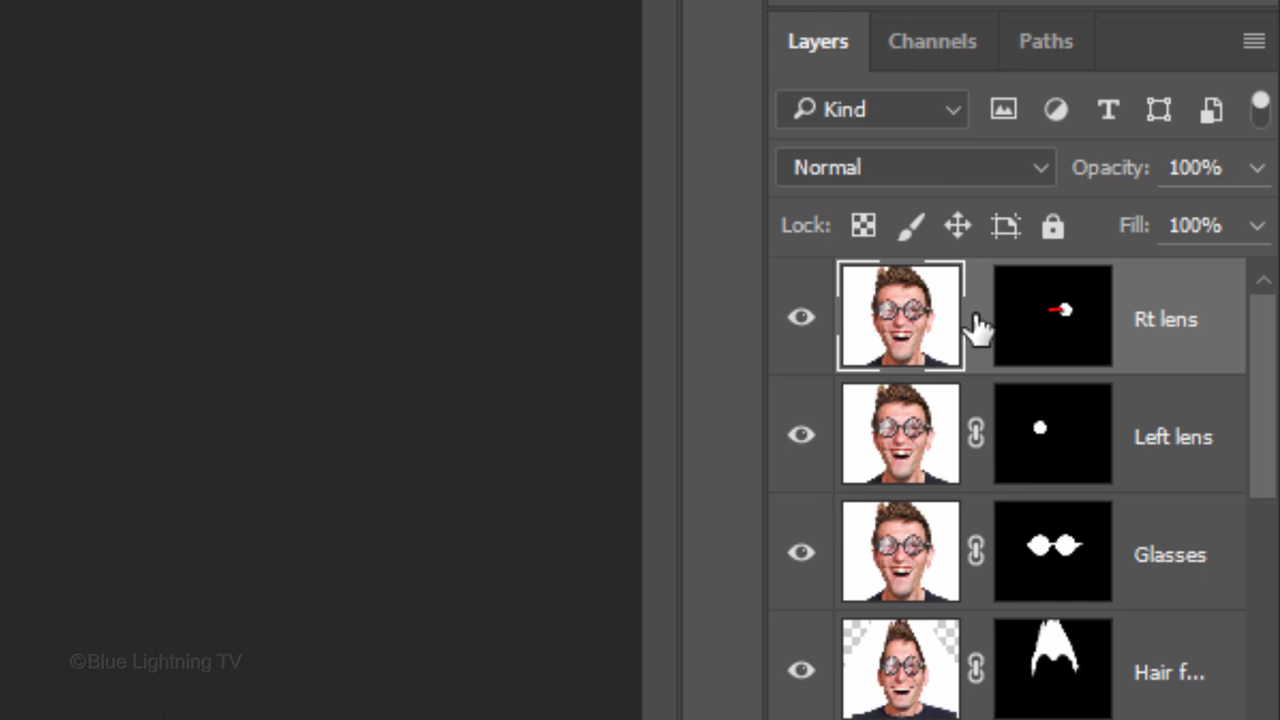 Layers Channels Paths
Kind
Normal Opacity: 100%
Lock: Fill: 100%
Rt lens
Left lens
Glasses
Hair f...
©Blue Lightning TV